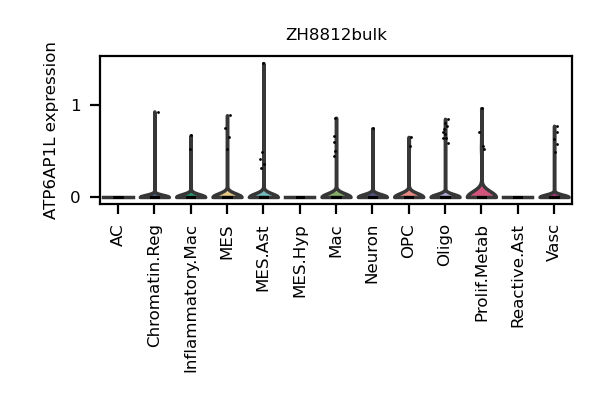 ZH8812bulk
ATP6AP1L expression
1
0
AC
Chromatin.Reg
Inflammatory.Mac
MES
MES.Ast
MES.Hyp
Mac
Neuron
OPC
Oligo
Prolif.Metab
Reactive.Ast
Vasc